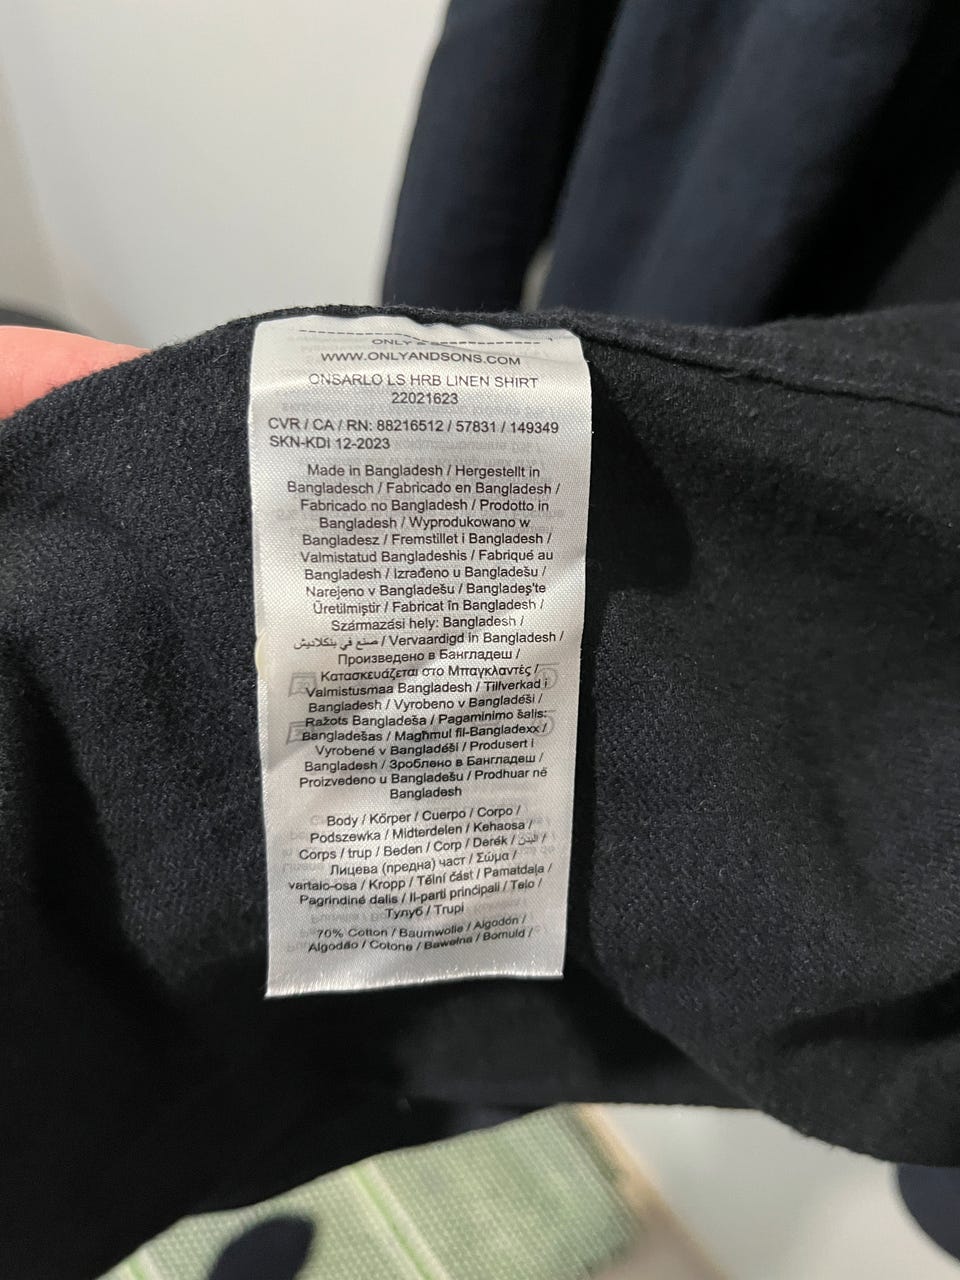 ONLY &
WWW.ONLYANDSONS.COM
ONSARLO LS HRB LINEN SHIRT
22021623
CVR / CA / RN: 88216512 / 57831 / 149349
SKN-KDI 12-2023
Made in Bangladesh / Hergestellt in
Bangladesch / Fabricado en Bangladesh /
Fabricado no Bangladesh / Prodotto in
Bangladesh / Wyprodukowano w
Bangladesz / Fremstillet i Bangladesh /
Valmistatud Bangladeshis / Fabriqué au
Bangladesh / Izrađeno u Bangladešu /
Narejeno v Bangladešu / Bangladeş'te
Üretilmiştir / Fabricat în Bangladesh /
Származási hely: Bangladesh /
صنع في بنكلاديش / Vervaardigd in Bangladesh /
Произведено в Бангладеш /
Κατασκευάζεται στο Μπαγκλαντές /
Valmistusmaa Bangladesh / Tillverkad i
Bangladesh / Vyrobeno v Bangladéši /
Ražots Bangladeša / Pagaminimo šalis:
Bangladešas / Magħmul fil-Bangladexx /
Vyrobené v Bangladéši / Produsert i
Bangladesh / Зроблено в Бангладеш /
Proizvedeno u Bangladešu / Prodhuar në
Bangladesh
Body / Körper / Cuerpo / Corpo /
Podszewka / Midterdelen / Kehaosa /
Corps / trup / Beden / Corp / Derék / البدن /
Лицева (предна) част / Σώμα /
vartalo-osa / Kropp / Tělní část / Pamatdaļa /
Pagrindinė dalis / Il-parti prinċipali / Telo /
Тулуб / Trupi
70% Cotton / Baumwolle / Algodón /
Algodão / Cotone / Bawełna / Bomuld /